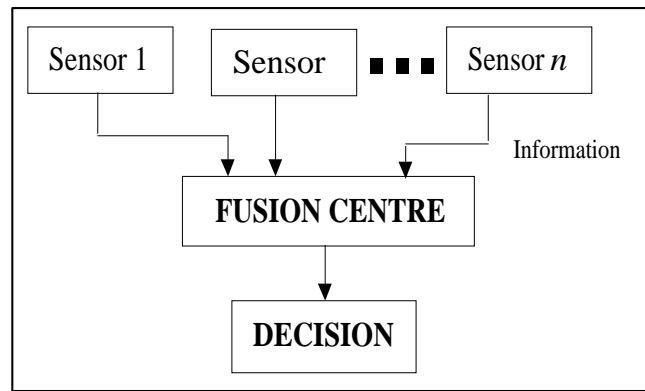 Sensor 1
Sensor
Sensor n
Information
FUSION CENTRE
DECISION